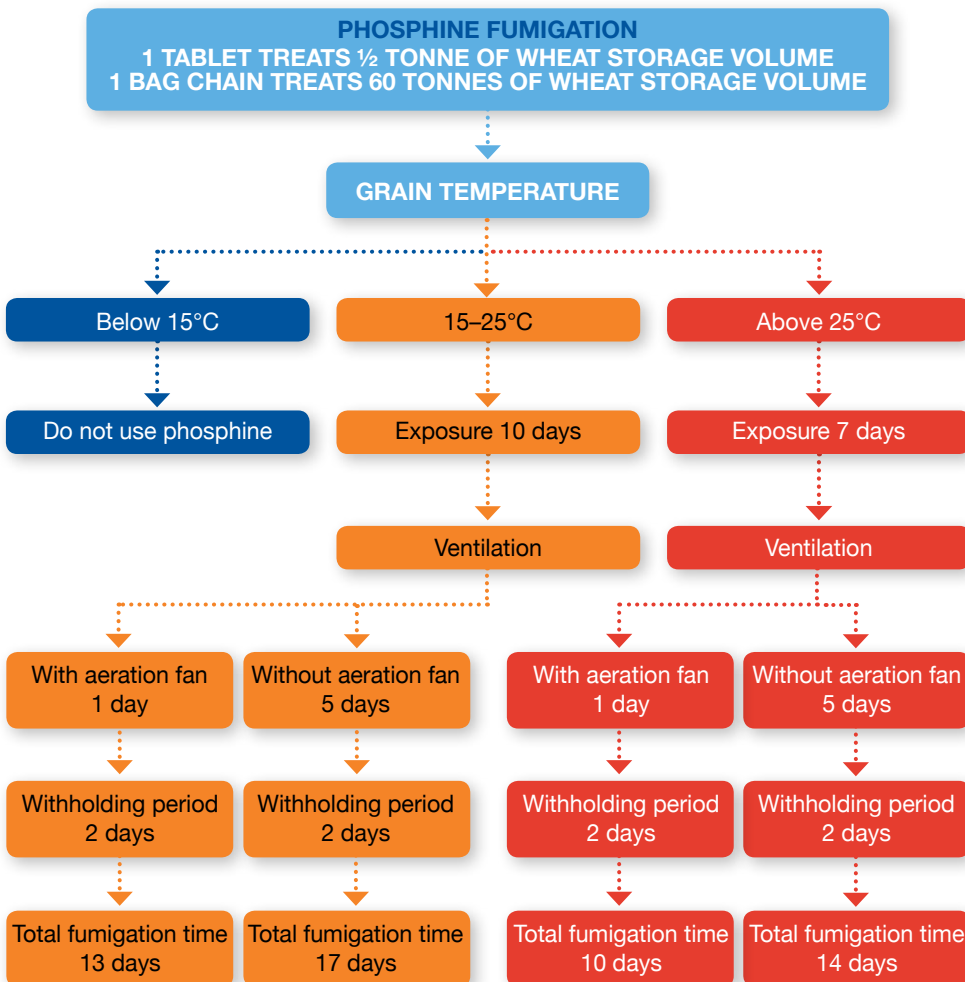 PHOSPHINE FUMIGATION
1 TABLET TREATS ½ TONNE OF WHEAT STORAGE VOLUME
1 BAG CHAIN TREATS 60 TONNES OF WHEAT STORAGE VOLUME
GRAIN TEMPERATURE
Below 15°C
15–25°C
Above 25°C
Do not use phosphine
Exposure 10 days
Exposure 7 days
Ventilation
Ventilation
With aeration fan
1 day
Without aeration fan
5 days
With aeration fan
1 day
Without aeration fan
5 days
Withholding period
2 days
Withholding period
2 days
Withholding period
2 days
Withholding period
2 days
Total fumigation time
13 days
Total fumigation time
17 days
Total fumigation time
10 days
Total fumigation time
14 days